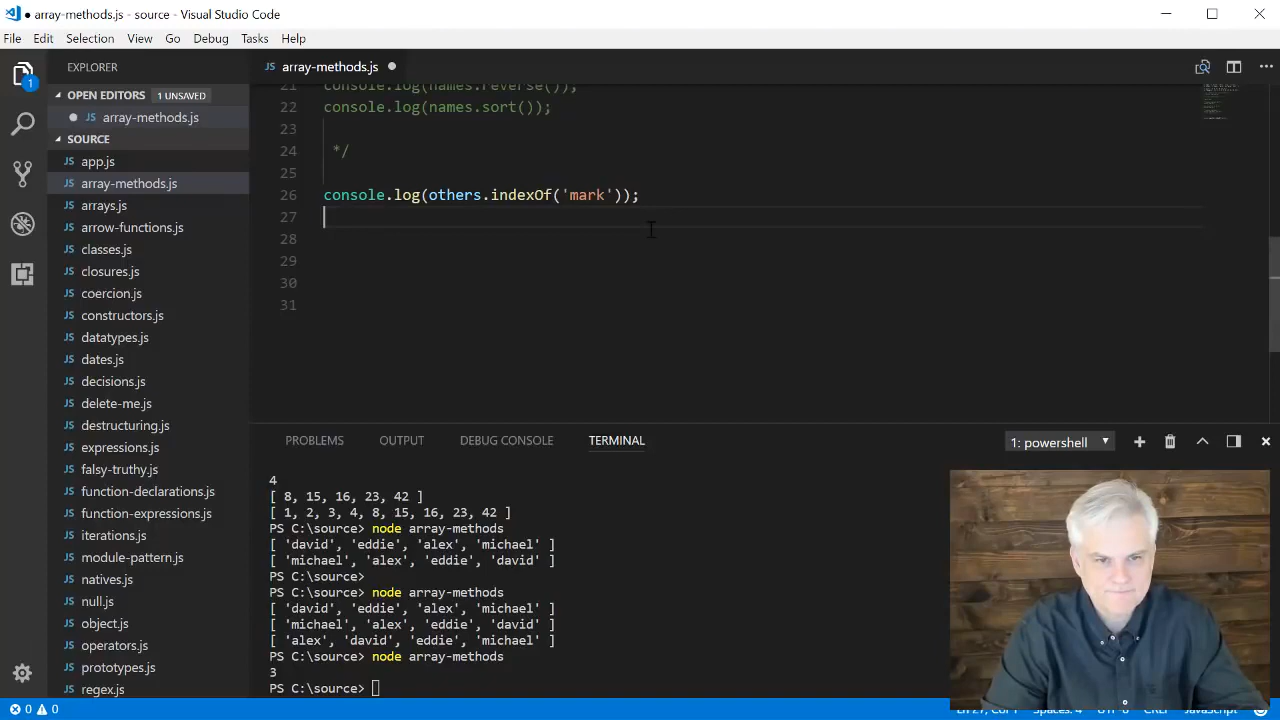 array-methods.js - source - Visual Studio Code
File Edit Selection View Go Debug Tasks Help
EXPLORER
OPEN EDITORS 1 UNSAVED
array-methods.js
SOURCE
app.js
array-methods.js
arrays.js
arrow-functions.js
classes.js
closures.js
coercion.js
constructors.js
datatypes.js
dates.js
decisions.js
delete-me.js
destructuring.js
expressions.js
falsy-truthy.js
function-declarations.js
function-expressions.js
iterations.js
module-pattern.js
natives.js
null.js
object.js
operators.js
prototypes.js
regex.js
1
JS array-methods.js
21 console.log(names.reverse());
22 console.log(names.sort());
23
24 */
25
26 console.log(others.indexOf('mark'));
27
28
29
30
31
PROBLEMS OUTPUT DEBUG CONSOLE TERMINAL 1: powershell
4
[ 8, 15, 16, 23, 42 ]
[ 1, 2, 3, 4, 8, 15, 16, 23, 42 ]
PS C:\source> node array-methods
[ 'david', 'eddie', 'alex', 'michael' ]
[ 'michael', 'alex', 'eddie', 'david' ]
PS C:\source>
PS C:\source> node array-methods
[ 'david', 'eddie', 'alex', 'michael' ]
[ 'michael', 'alex', 'eddie', 'david' ]
[ 'alex', 'david', 'eddie', 'michael' ]
PS C:\source> node array-methods
3
PS C:\source>
0 0